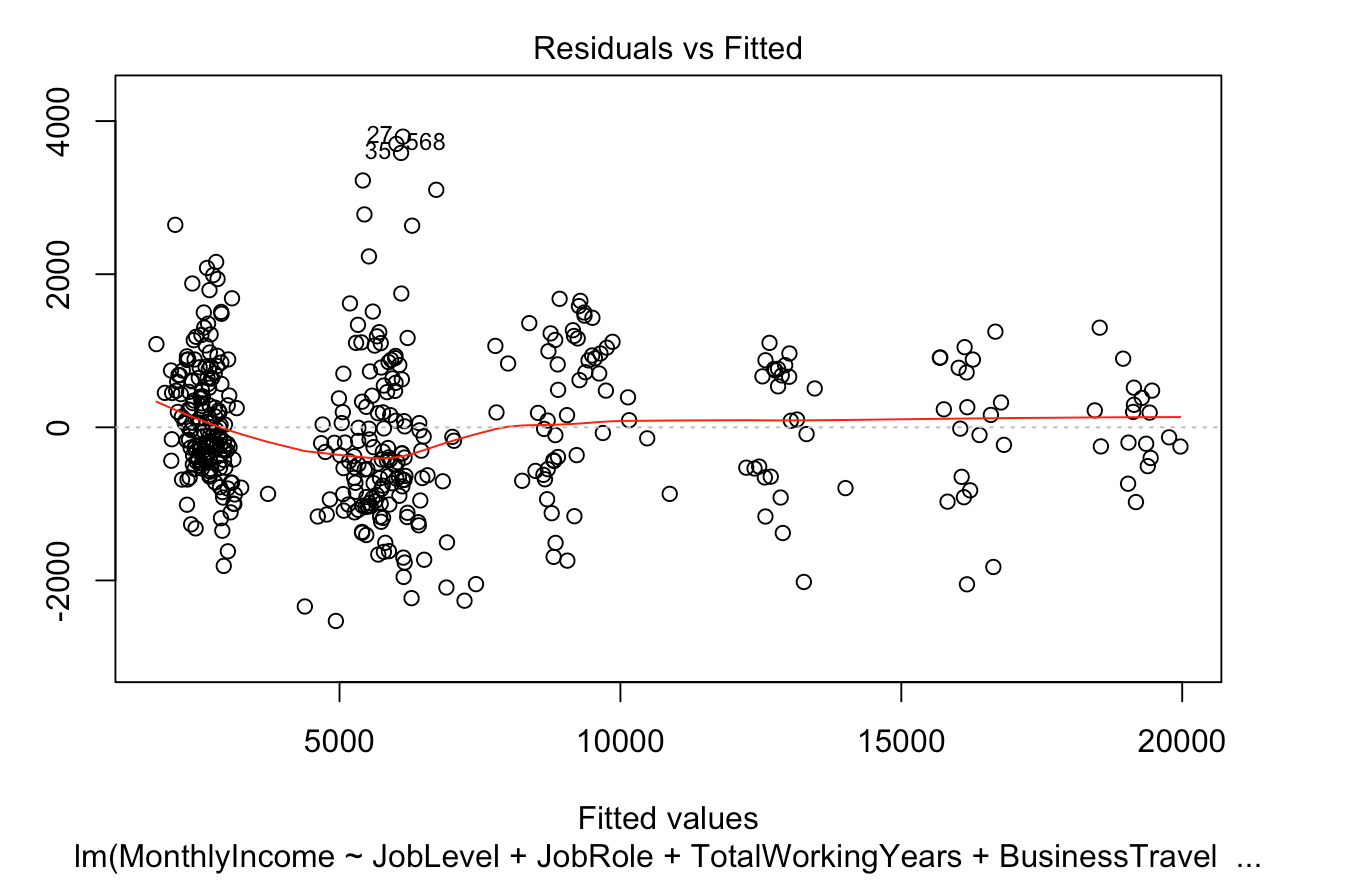 Residuals vs Fitted
4000
2000
0
-2000
27
568
35
5000 10000 15000 20000
Fitted values
lm(MonthlyIncome ~ JobLevel + JobRole + TotalWorkingYears + BusinessTravel ...